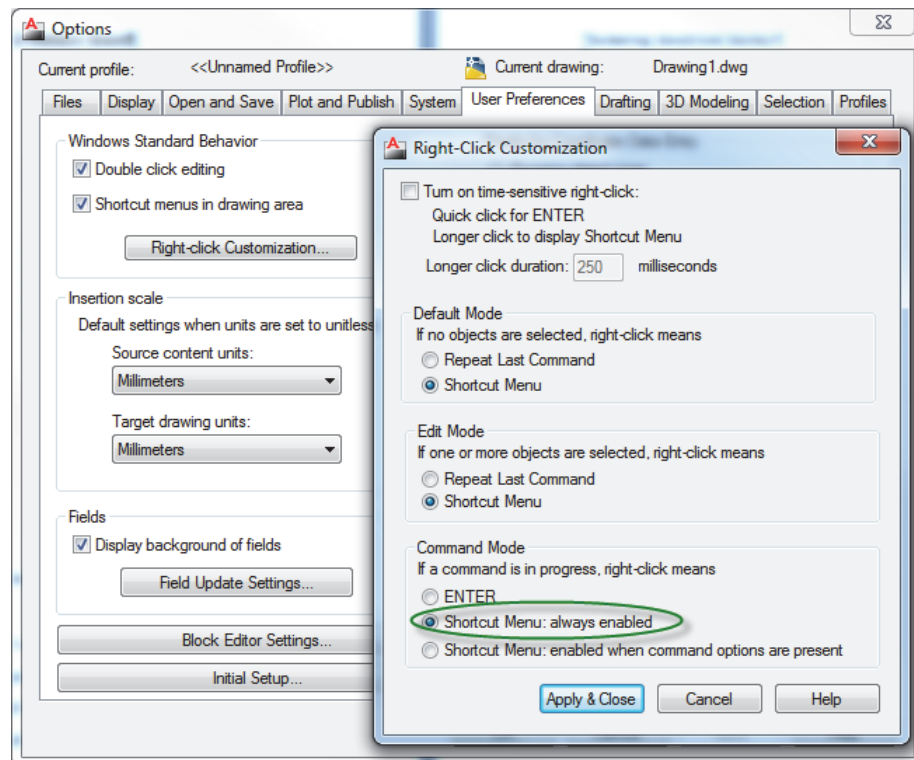 Options
Current profile: <<Unnamed Profile>> Current drawing: Drawing1.dwg
Files Display Open and Save Plot and Publish System User Preferences Drafting 3D Modeling Selection Profiles
Windows Standard Behavior
Double click editing
Shortcut menus in drawing area
Right-click Customization...
Insertion scale
Default settings when units are set to unitless
Source content units:
Millimeters
Target drawing units:
Millimeters
Fields
Display background of fields
Field Update Settings...
Block Editor Settings...
Initial Setup...
Right-Click Customization
Turn on time-sensitive right-click:
Quick click for ENTER
Longer click to display Shortcut Menu
Longer click duration: 250 milliseconds
Default Mode
If no objects are selected, right-click means
Repeat Last Command
Shortcut Menu
Edit Mode
If one or more objects are selected, right-click means
Repeat Last Command
Shortcut Menu
Command Mode
If a command is in progress, right-click means
ENTER
Shortcut Menu: always enabled
Shortcut Menu: enabled when command options are present
Apply & Close Cancel Help